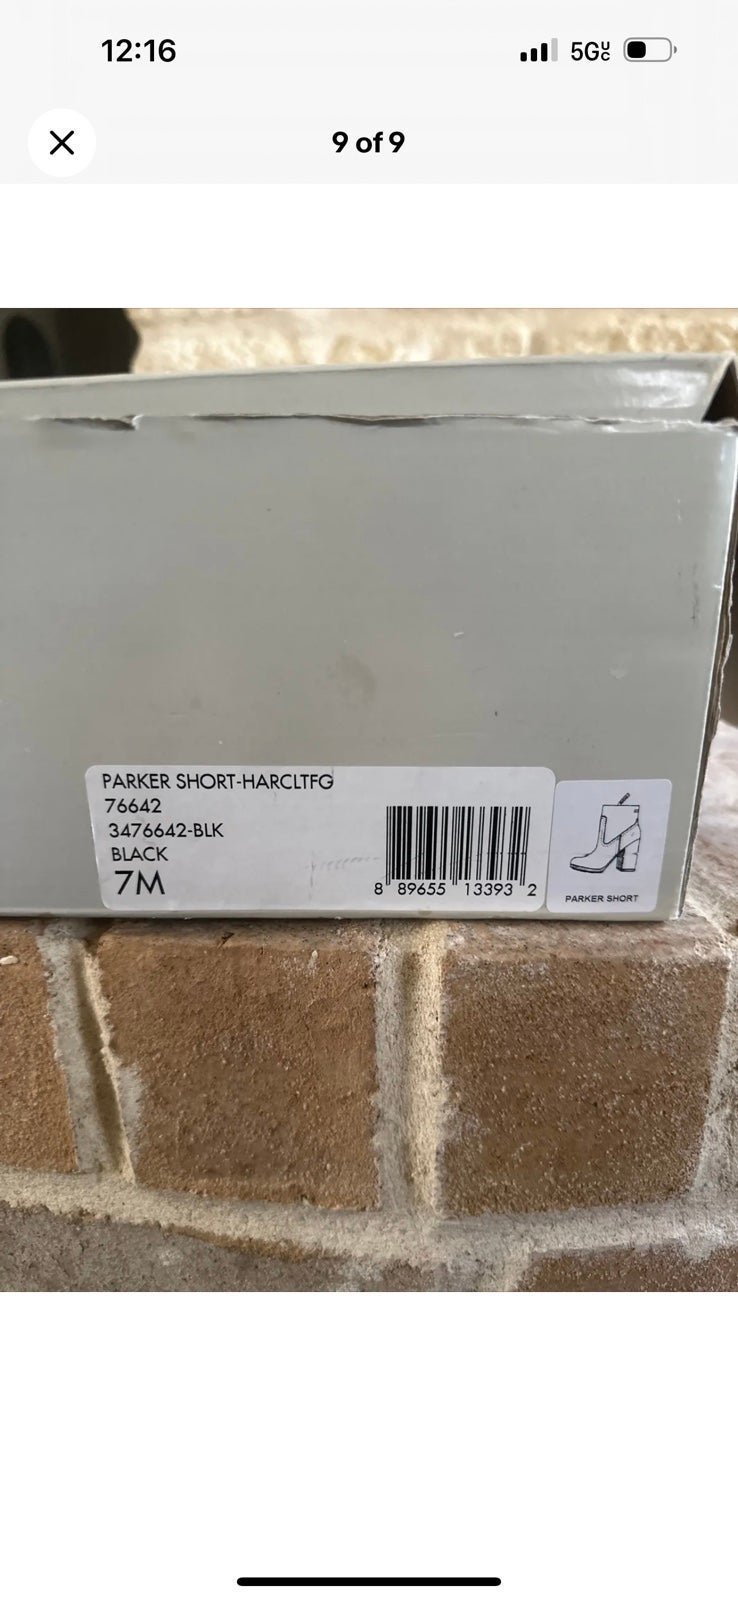 12:16
5GUC
9 of 9
PARKER SHORT-HARCLTFG
76642
3476642-BLK
BLACK
7M
8 89655 13393 2
PARKER SHORT